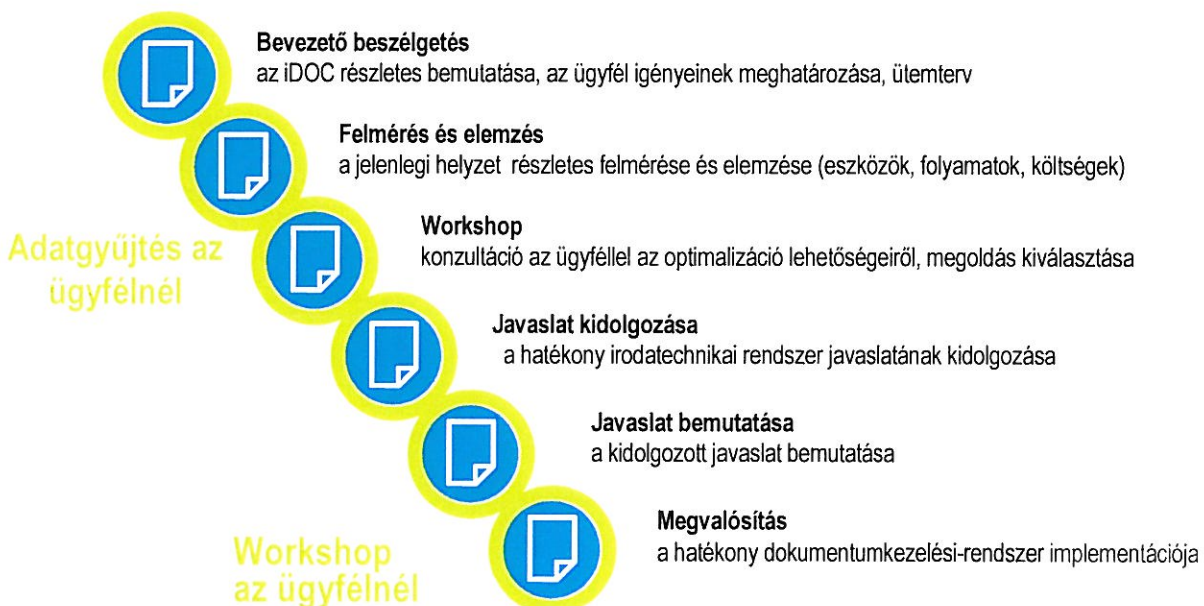 Bevezető beszélgetés
az iDOC részletes bemutatása, az ügyfél igényeinek meghatározása, ütemterv
Felmérés és elemzés
a jelenlegi helyzet részletes felmérése és elemzése (eszközök, folyamatok, költségek)
Adatgyűjtés az
ügyfélnél
Workshop
konzultáció az ügyféllel az optimalizáció lehetőségeiről, megoldás kiválasztása
Javaslat kidolgozása
a hatékony irodatechnikai rendszer javaslatának kidolgozása
Javaslat bemutatása
a kidolgozott javaslat bemutatása
Workshop
az ügyfélnél
Megvalósítás
a hatékony dokumentumkezelési-rendszer implementációja